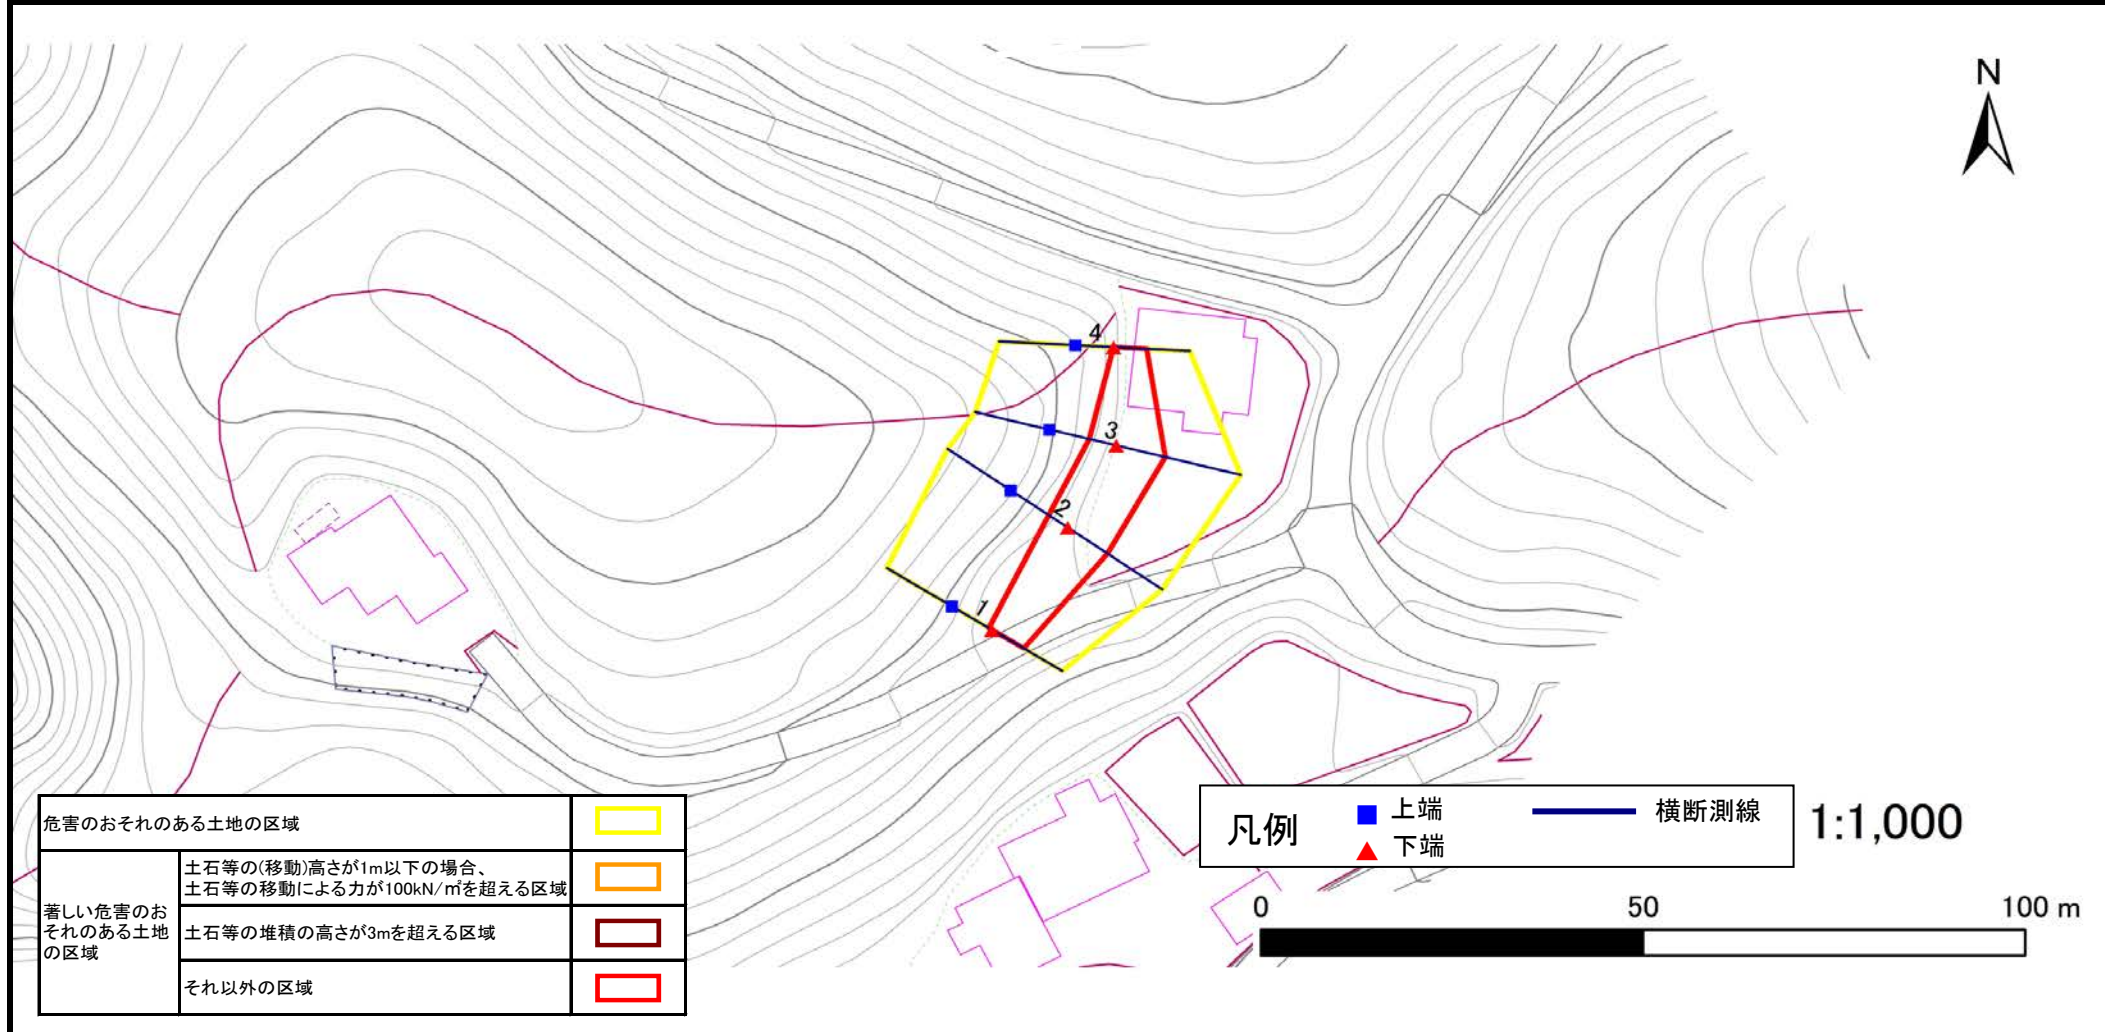 N
4
3
2
1
危害のおそれのある土地の区域
著しい危害のお
それのある土地
の区域
土石等の(移動)高さが1m以下の場合、
土石等の移動による力が100kN/㎡を超える区域
土石等の堆積の高さが3mを超える区域
それ以外の区域
凡例
上端
下端
横断測線
1:1,000
0 50 100 m